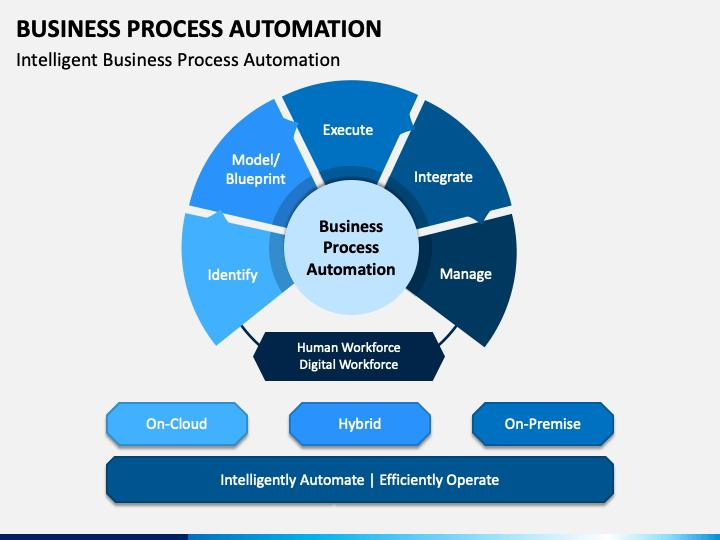 BUSINESS PROCESS AUTOMATION
Intelligent Business Process Automation
Execute
Model/
Blueprint
Integrate
Business
Process
Automation
Identify
Manage
Human Workforce
Digital Workforce
On-Cloud
Hybrid
On-Premise
Intelligently Automate | Efficiently Operate